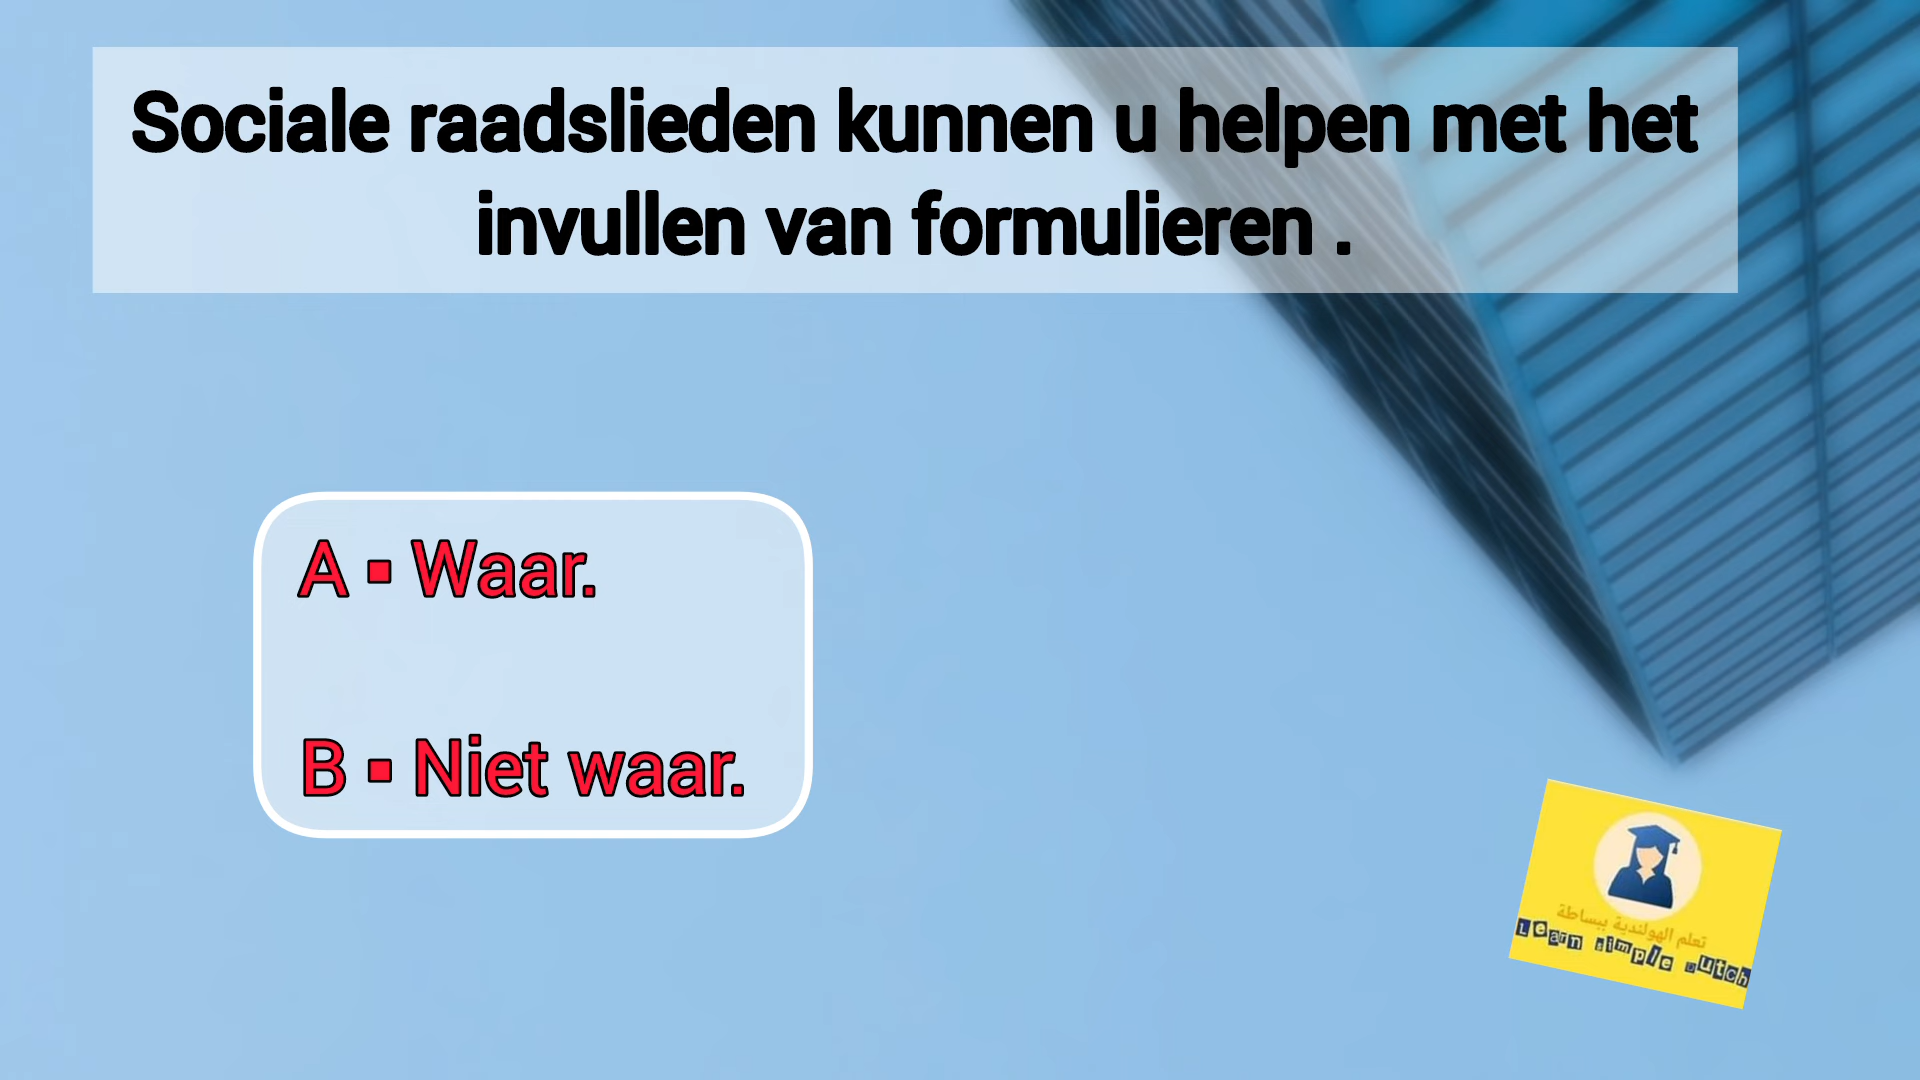 Sociale raadslieden kunnen u helpen met het
invullen van formulieren .
A ▪ Waar.
B ▪ Niet waar.
تعلم الهولندية ببساطة
Learn simple Dutch